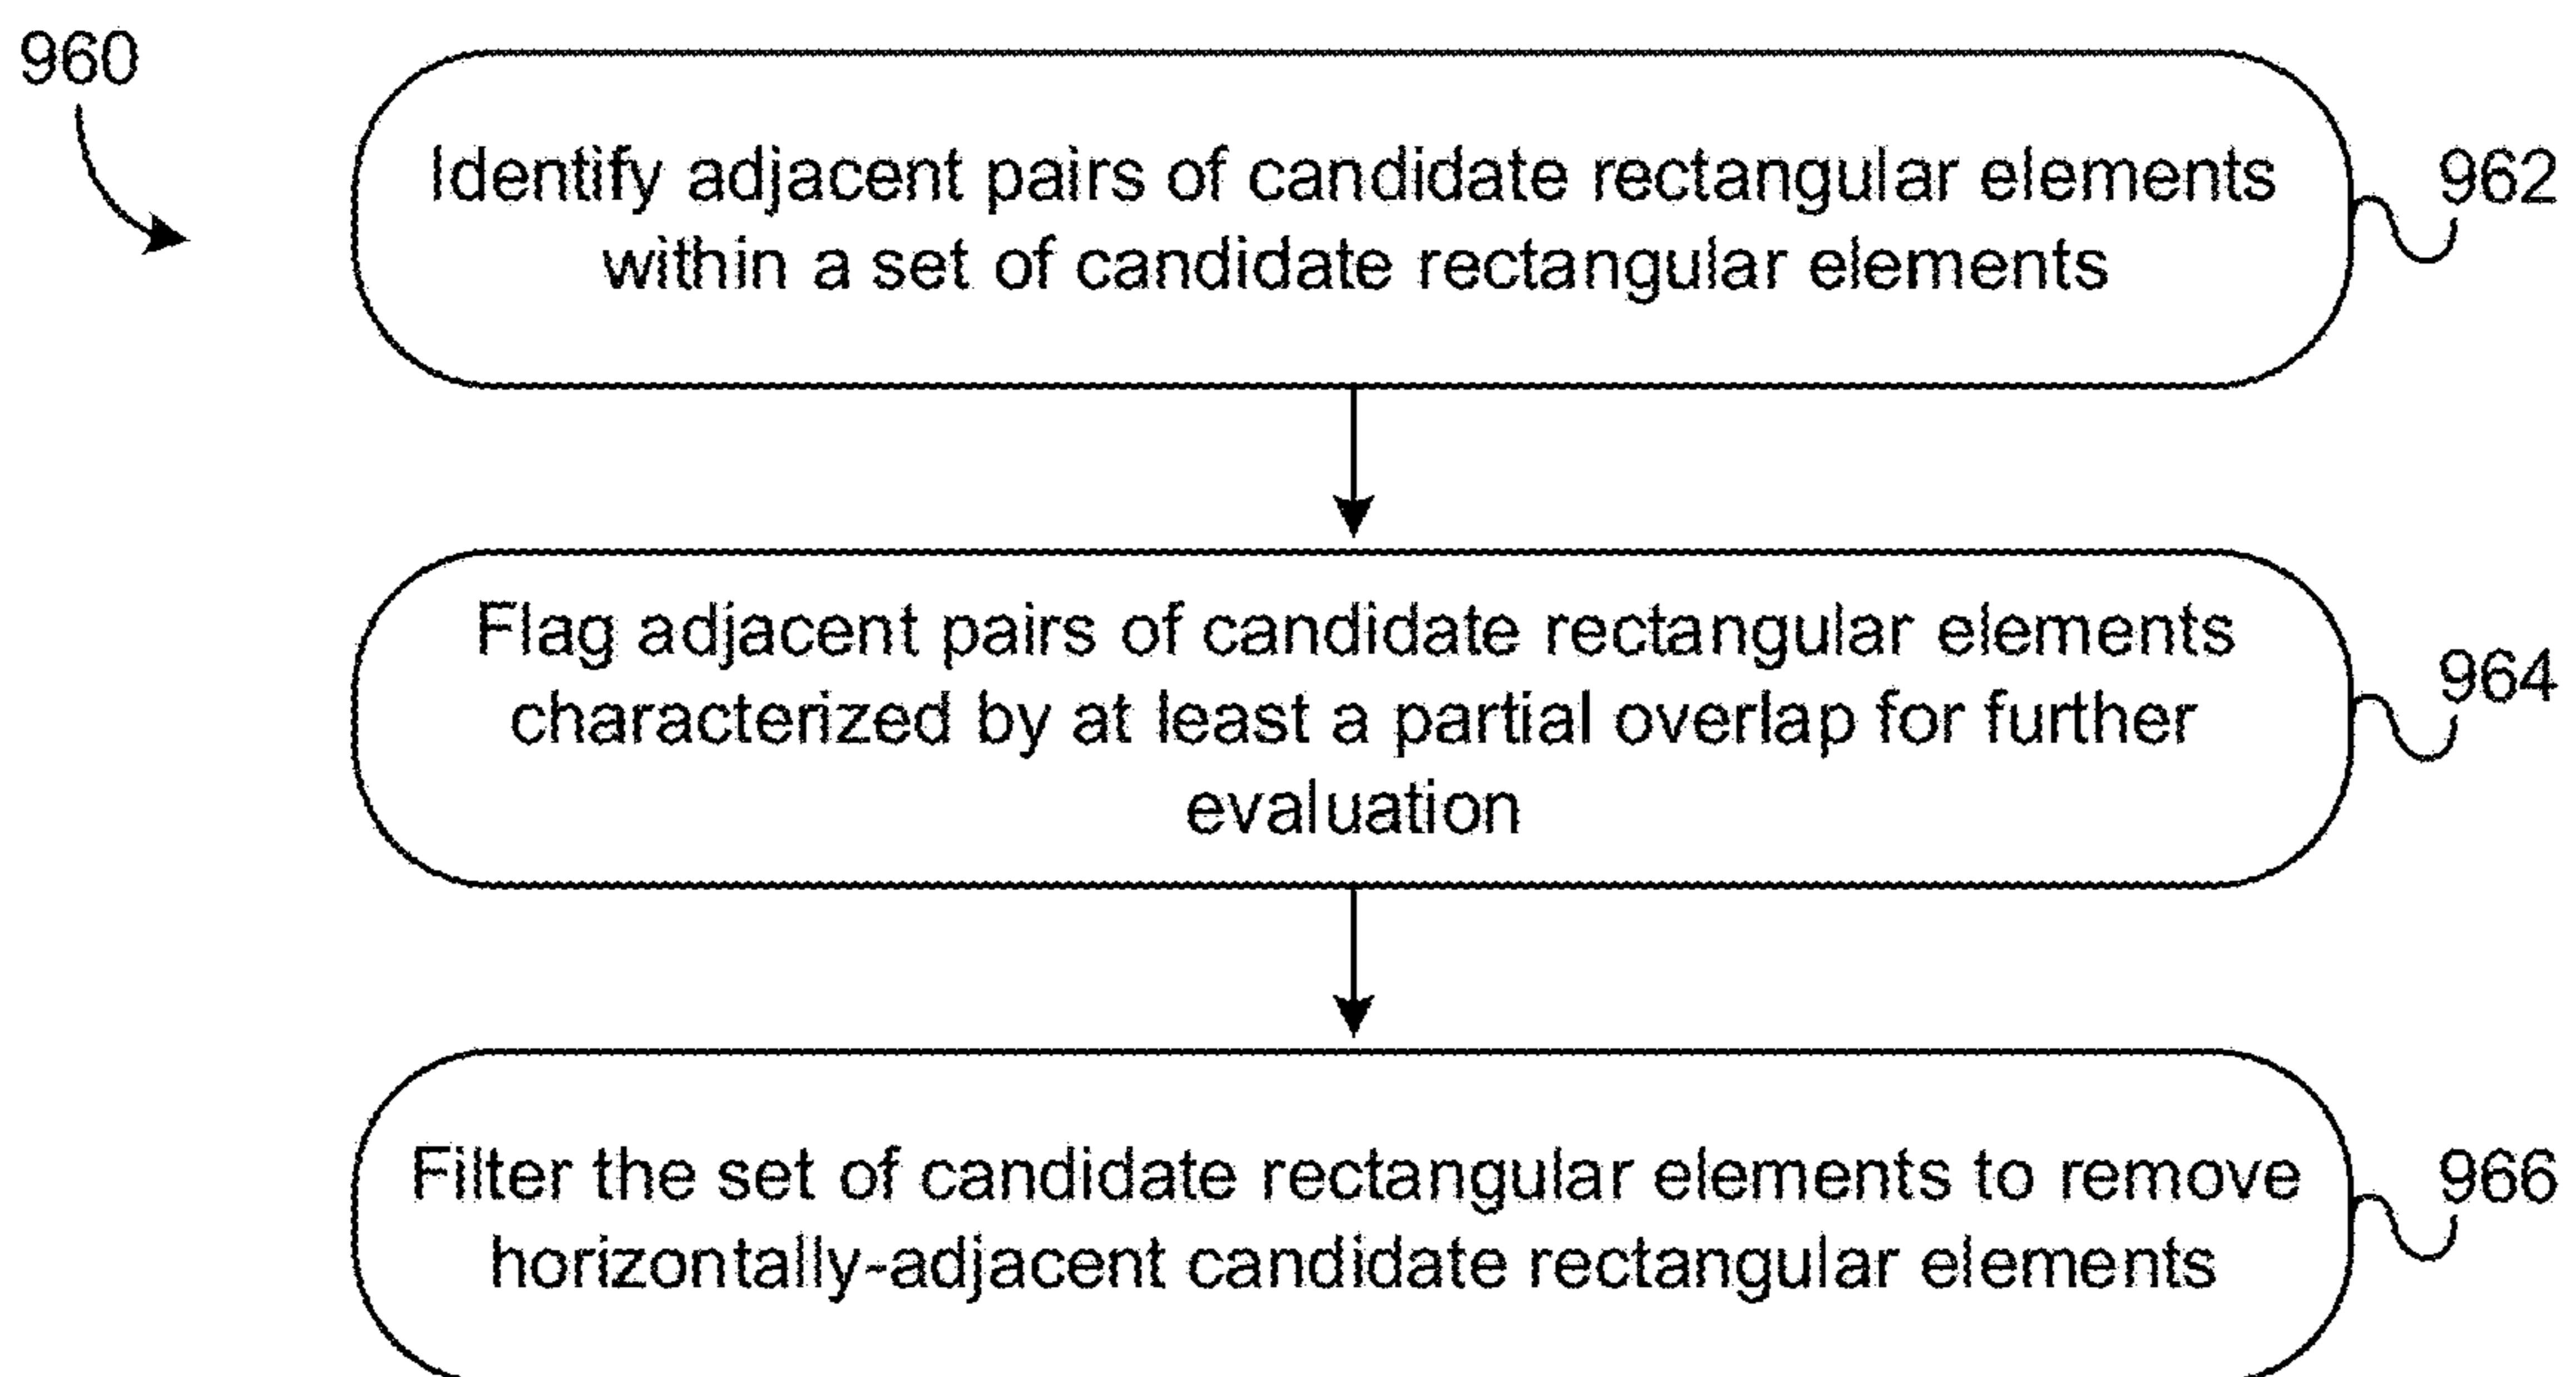 960
Identify adjacent pairs of candidate rectangular elements
within a set of candidate rectangular elements
962
Flag adjacent pairs of candidate rectangular elements
characterized by at least a partial overlap for further
evaluation
964
Filter the set of candidate rectangular elements to remove
horizontally-adjacent candidate rectangular elements
966